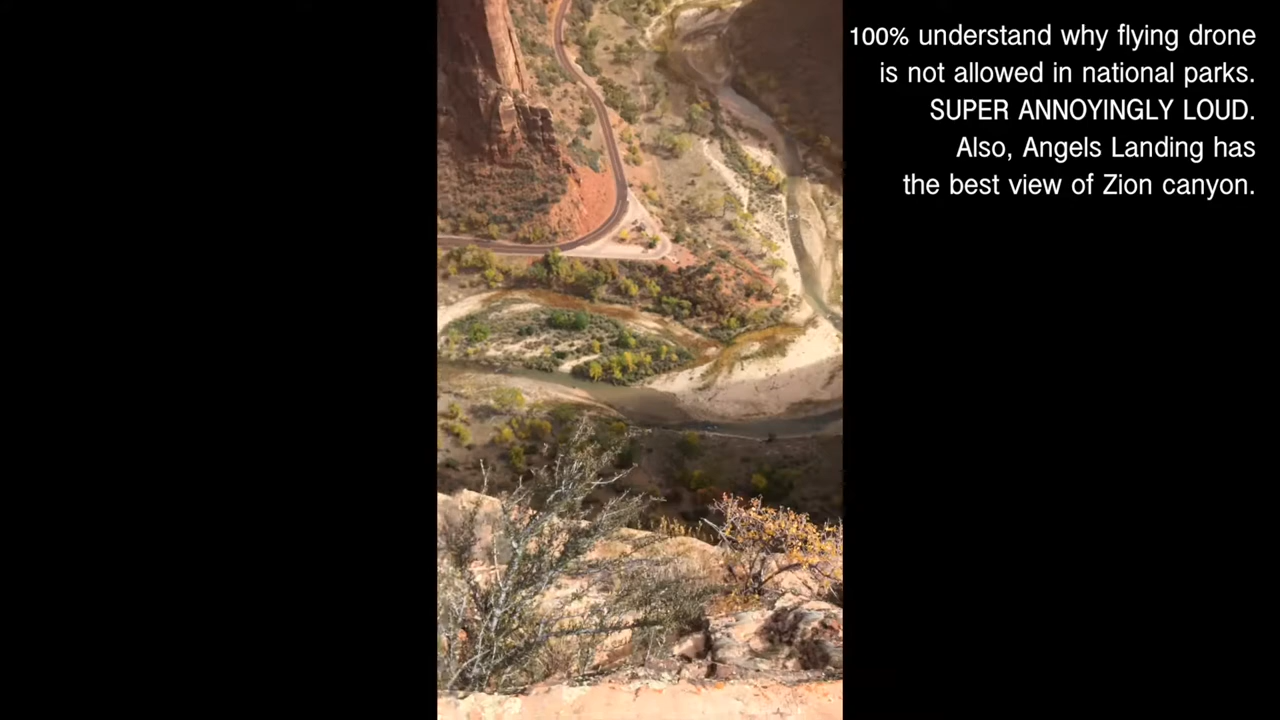 100% understand why flying drone
is not allowed in national parks.
SUPER ANNOYINGLY LOUD.
Also, Angels Landing has
the best view of Zion canyon.